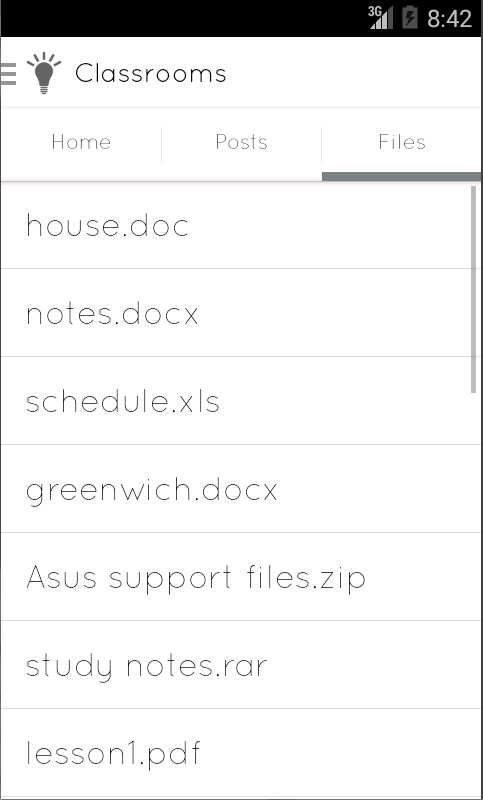 3G 8:42
Classrooms
Home Posts Files
house.doc
notes.docx
schedule.xls
greenwich.docx
Asus support files.zip
study notes.rar
lesson1.pdf